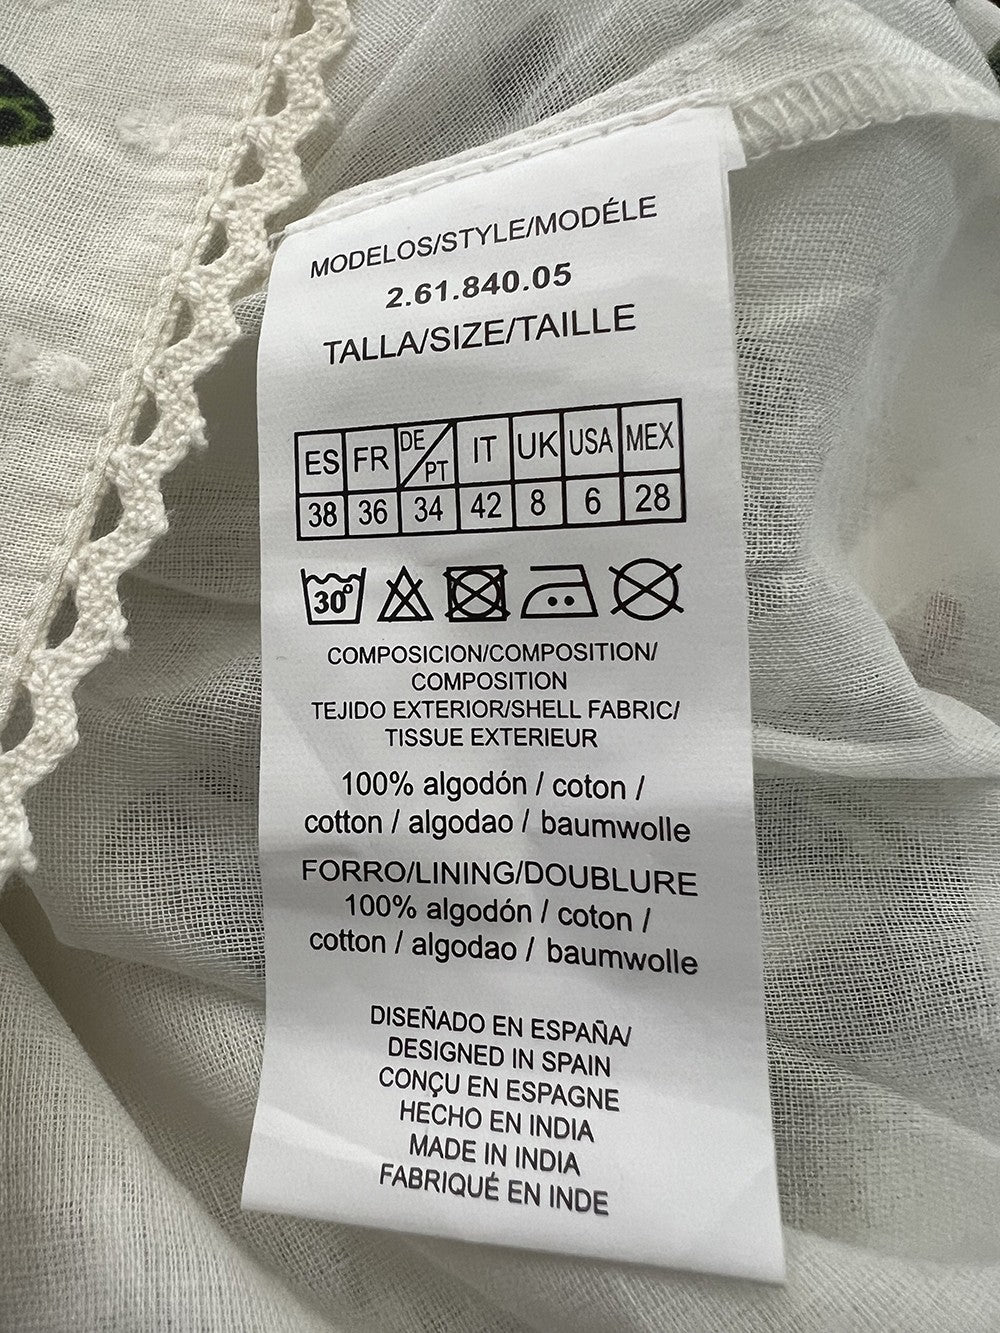 MODELOS/STYLE/MODÉLE
2.61.840.05
TALLA/SIZE/TAILLE
ES FR DE/PT IT UK USA MEX
38 36 34 42 8 6 28
30°
COMPOSICION/COMPOSITION/
COMPOSITION
TEJIDO EXTERIOR/SHELL FABRIC/
TISSUE EXTERIEUR
100% algodón / coton /
cotton / algodao / baumwolle
FORRO/LINING/DOUBLURE
100% algodón / coton /
cotton / algodao / baumwolle
DISEÑADO EN ESPAÑA/
DESIGNED IN SPAIN
CONÇU EN ESPAGNE
HECHO EN INDIA
MADE IN INDIA
FABRIQUÉ EN INDE